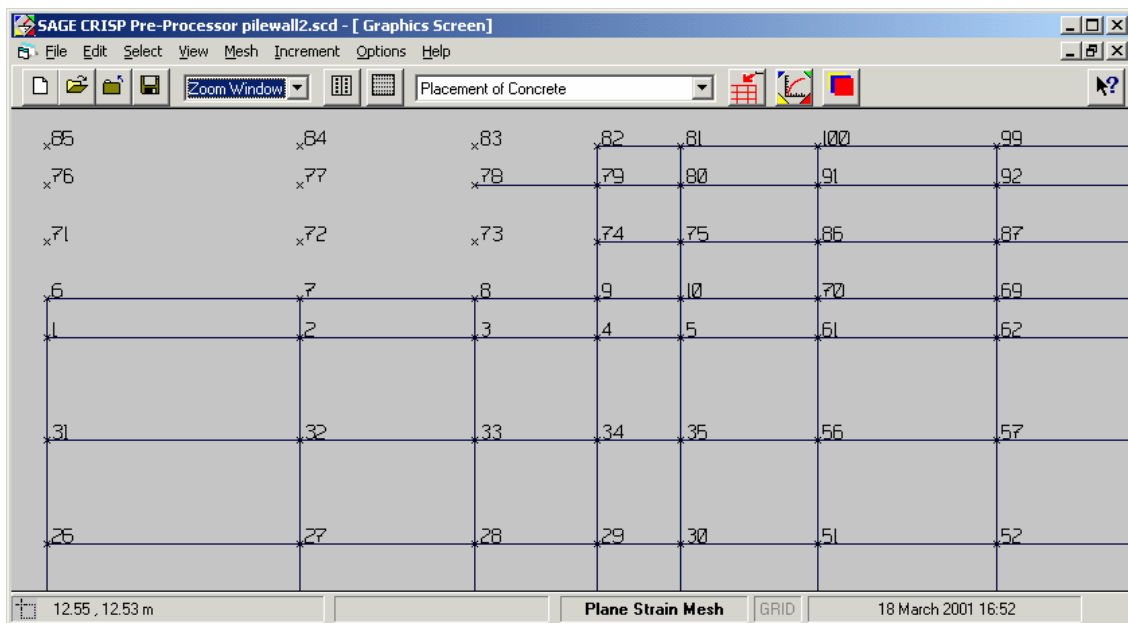 SAGE CRISP Pre-Processor pilewall2.scd - [ Graphics Screen]
File Edit Select View Mesh Increment Options Help
Zoom Window Placement of Concrete
85 84 83 82 81 100 99
76 77 78 79 80 91 92
71 72 73 74 75 86 87
6 7 8 9 10 70 69
1 2 3 4 5 61 62
31 32 33 34 35 56 57
26 27 28 29 30 51 52
12.55 , 12.53 m Plane Strain Mesh GRID 18 March 2001 16:52